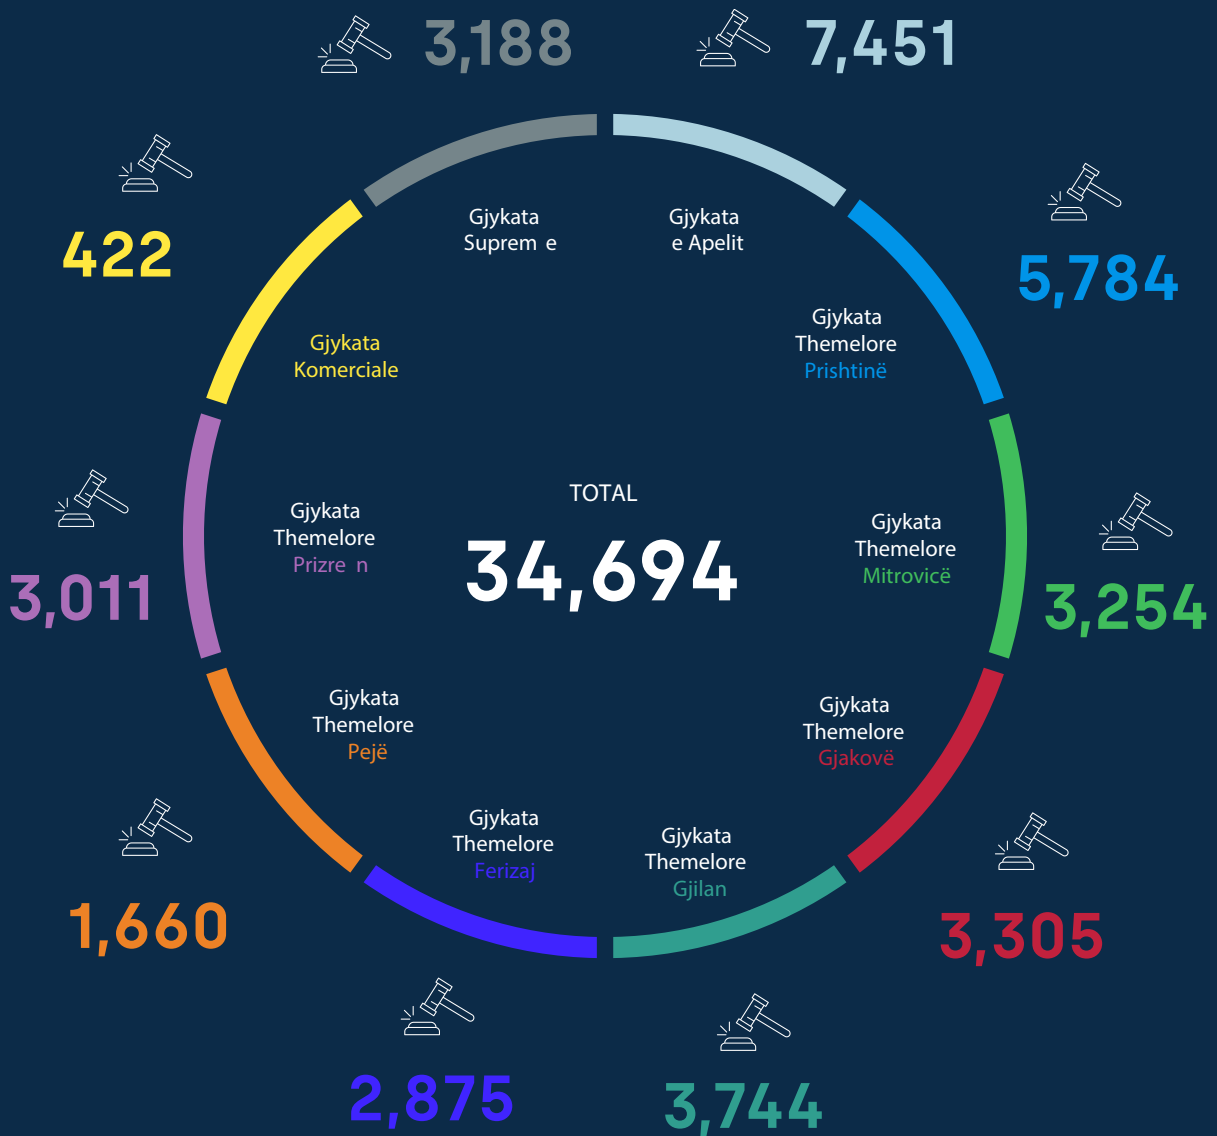 3,188
7,451
422
5,784
Gjykata
Suprem e
Gjykata
e Apelit
Gjykata
Themelore
Prishtinë
Gjykata
Komerciale
TOTAL
34,694
Gjykata
Themelore
Prizre n
3,011
Gjykata
Themelore
Mitrovicë
3,254
Gjykata
Themelore
Pejë
1,660
Gjykata
Themelore
Gjakovë
3,305
Gjykata
Themelore
Ferizaj
2,875
Gjykata
Themelore
Gjilan
3,744